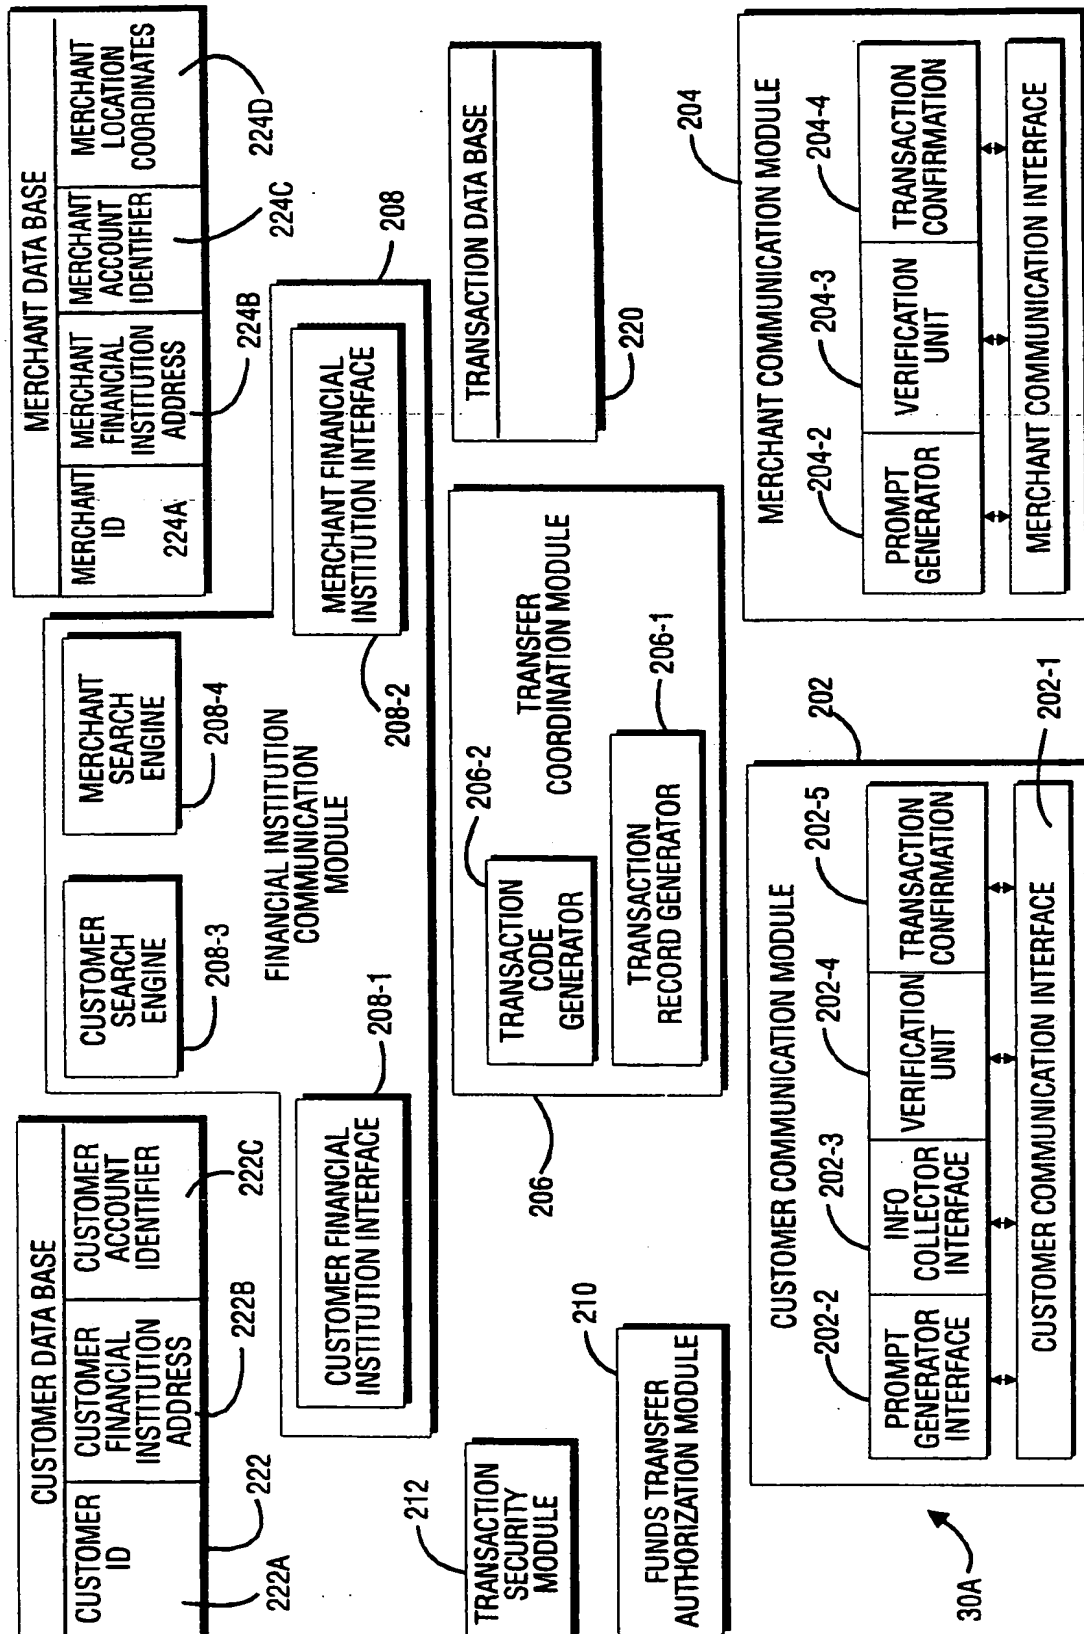 CUSTOMER DATA BASE
CUSTOMER
ID
CUSTOMER
FINANCIAL
INSTITUTION
ADDRESS
CUSTOMER
ACCOUNT
IDENTIFIER
222A
222
222B
222C
CUSTOMER
SEARCH
ENGINE
208-3
MERCHANT
SEARCH
ENGINE
208-4
FINANCIAL INSTITUTION
COMMUNICATION
MODULE
208-1
CUSTOMER FINANCIAL
INSTITUTION INTERFACE
MERCHANT FINANCIAL
INSTITUTION INTERFACE
208-2
208
MERCHANT DATA BASE
MERCHANT
ID
224A
MERCHANT
FINANCIAL
INSTITUTION
ADDRESS
MERCHANT
ACCOUNT
IDENTIFIER
MERCHANT
LOCATION
COORDINATES
224B
224C
224D
212
TRANSACTION
SECURITY
MODULE
210
FUNDS TRANSFER
AUTHORIZATION MODULE
206
206-2
TRANSACTION
CODE
GENERATOR
TRANSFER
COORDINATION MODULE
TRANSACTION
RECORD GENERATOR
206-1
TRANSACTION DATA BASE
220
CUSTOMER COMMUNICATION MODULE
202
202-2
202-3
202-4
202-5
PROMPT
GENERATOR
INTERFACE
INFO
COLLECTOR
INTERFACE
VERIFICATION
UNIT
TRANSACTION
CONFIRMATION
CUSTOMER COMMUNICATION INTERFACE
202-1
30A
MERCHANT COMMUNICATION MODULE
204
204-2
204-3
204-4
PROMPT
GENERATOR
VERIFICATION
UNIT
TRANSACTION
CONFIRMATION
MERCHANT COMMUNICATION INTERFACE